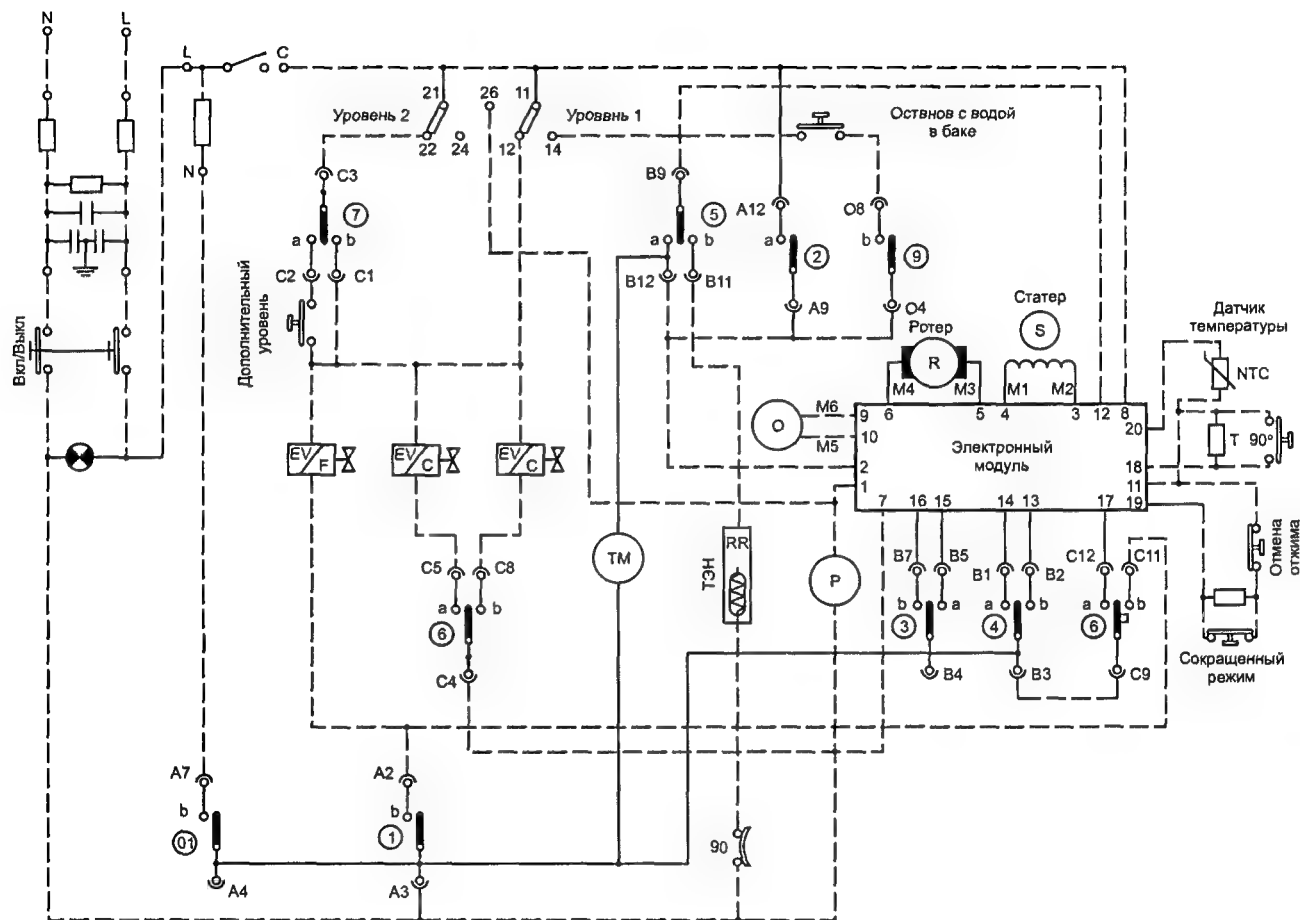 N L
L C
21 26 11
Уровень 2
Уроввнь 1
Оствнов с водой
в баке
22 24 12 14
N
C3
B9
7
5
A12
O8
a b
a b
a
b
2
9
C2 C1
B12 B11
A9
O4
Вкл/Выкл
Дополнительный
уровень
Ротер
Статер
S
Датчик
температуры
R
NTC
M4 M3 M1 M2
O
M6
M5
9 6 5 4 3 12 8
10
20
Электронный
модуль
T 90°
2
18
1
11
7 16 15 14 13 17 19
EV
F
EV
C
EV
C
Отмена
отжима
C5 C8
TM
ТЭН
RR
P
B7 B5
B1 B2
C12 C11
a b
b a
a b
a b
6
3
4
6
C4
B4 B3 C9
Сокращенный
режим
A7
A2
b
b
01
1
90
A4
A3